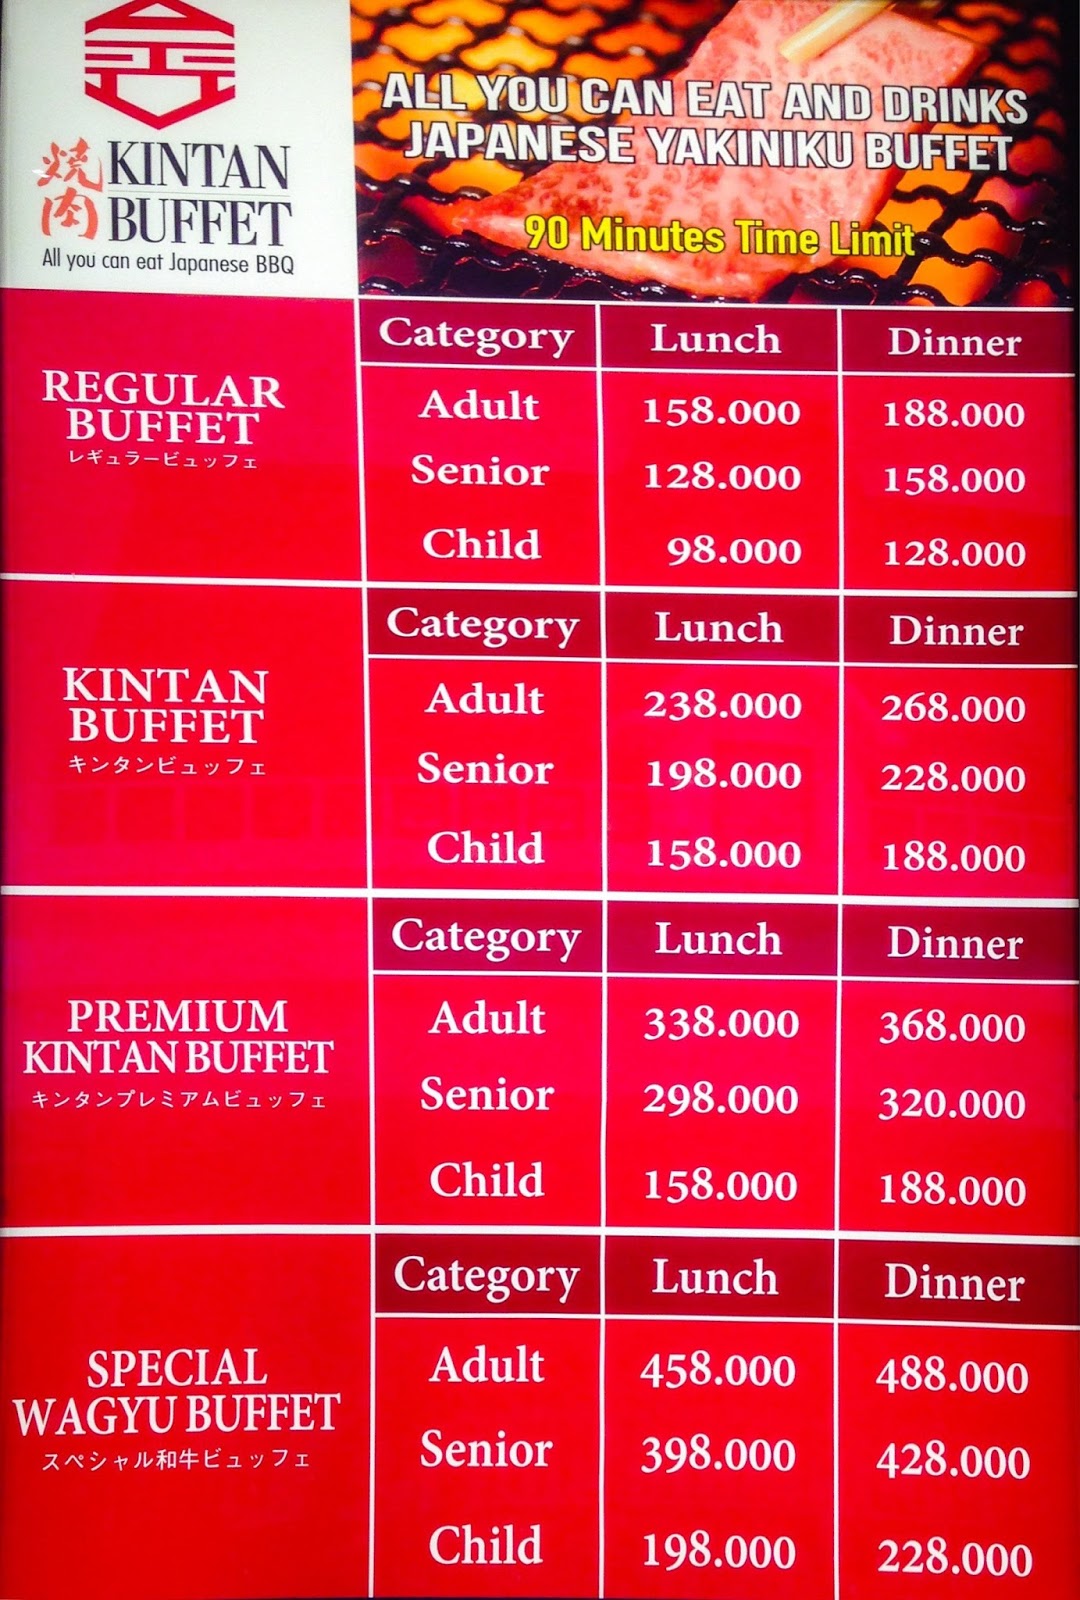 焼肉
KINTAN
BUFFET
All you can eat Japanese BBQ
ALL YOU CAN EAT AND DRINKS
JAPANESE YAKINIKU BUFFET
90 Minutes Time Limit
REGULAR
BUFFET
レギュラービュッフェ
Category Lunch Dinner
Adult 158.000 188.000
Senior 128.000 158.000
Child 98.000 128.000
KINTAN
BUFFET
キンタンビュッフェ
Category Lunch Dinner
Adult 238.000 268.000
Senior 198.000 228.000
Child 158.000 188.000
PREMIUM
KINTAN BUFFET
キンタンプレミアムビュッフェ
Category Lunch Dinner
Adult 338.000 368.000
Senior 298.000 320.000
Child 158.000 188.000
SPECIAL
WAGYU BUFFET
スペシャル和牛ビュッフェ
Category Lunch Dinner
Adult 458.000 488.000
Senior 398.000 428.000
Child 198.000 228.000